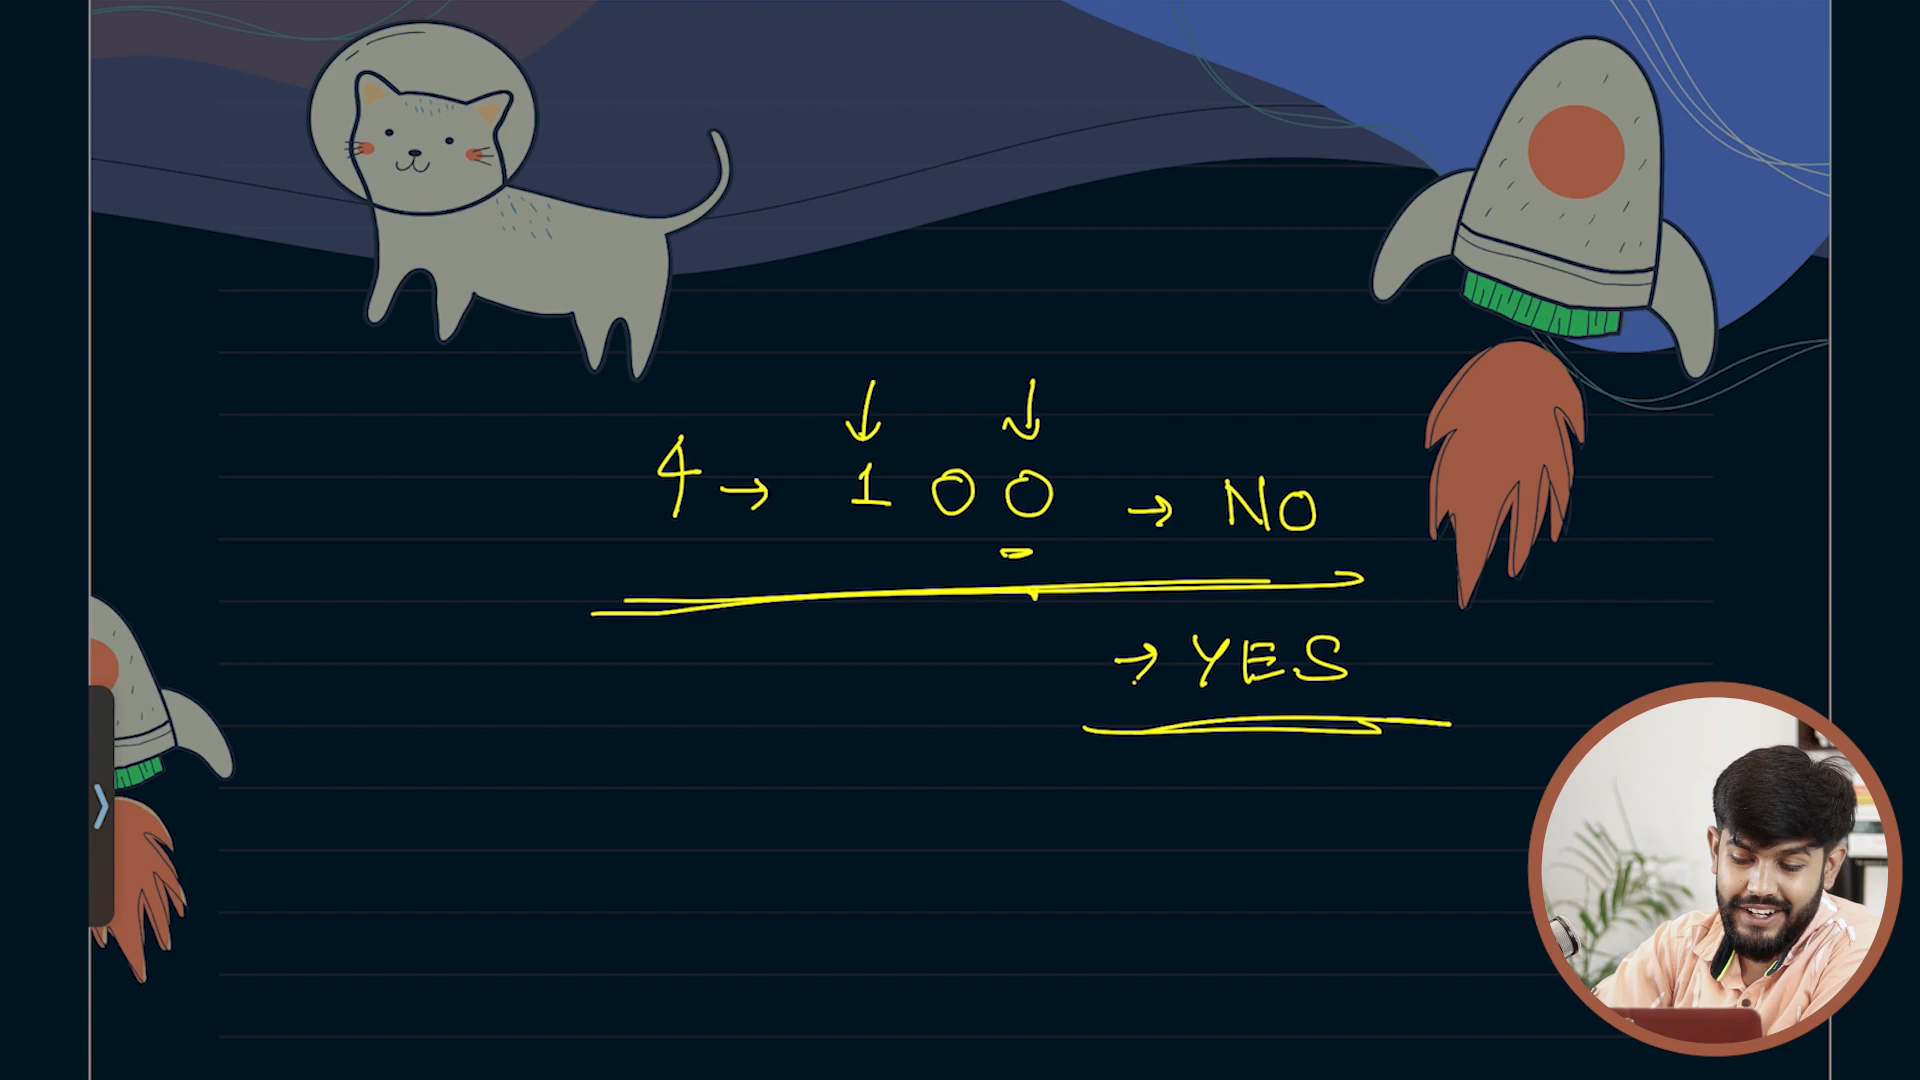 4 → 1 0 0 → NO
→ YES